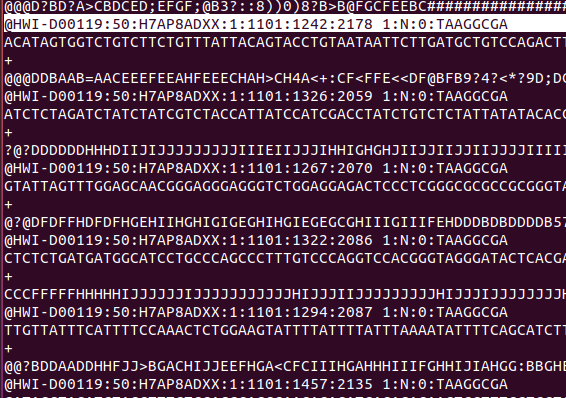 @@@D?BD?A>CBDCED;EFGF;@B3?::8))0)8?B>B@FGCFEEBC################
@HWI-D00119:50:H7AP8ADXX:1:1101:1242:2178 1:N:0:TAAGGCGA
ACATAGTGGTCTGTCTTCTGTTTATTACAGTACCTGTAATAATTCTTGATGCTGTCCAGACTT
+
@@@DDBAAB=AACEEEFEEAHFEEECHAH>CH4A<+:CF<FFE<<DF@BFB9?4?<*?9D;DC
@HWI-D00119:50:H7AP8ADXX:1:1101:1326:2059 1:N:0:TAAGGCGA
ATCTCTAGATCTATCTATCGTCTACCATTATCCATCGACCTATCTGTCTCTATTATATACACC
+
?@?DDDDDDHHHDIIJIJJJJJJJJJJIIIEIIJJJIJHHIGHGHJIIJJIIJJIIJJJJIIIII
@HWI-D00119:50:H7AP8ADXX:1:1101:1267:2070 1:N:0:TAAGGCGA
GTATTAGTTTGGAGCAACGGGAGGGAGGGTCTGGAGGAGACTCCCTCGGGCGCGCCGCGGGTA
+
@?@DFDFFHDFDFHGEHIIHGHIGIGEGHIHGIEGEGCGHIIIGIIIFEHDDDBDBDDDDB57
@HWI-D00119:50:H7AP8ADXX:1:1101:1322:2086 1:N:0:TAAGGCGA
CTCTCTGATGATGGCATCCTGCCCAGCCCTTTGTCCCAGGTCCACGGGTAGGGATACTCACGA
+
CCCFFFFFHHHHHIJJJJJJIJJJJJJJJJJJHIJJJIIJJJJJJJJJHIJJJIJJJJJJJH
@HWI-D00119:50:H7AP8ADXX:1:1101:1294:2087 1:N:0:TAAGGCGA
TTGTTATTTCATTTTCCAAACTCTGGAAGTATTTTATTTTATTTAAAATATTTTCAGCATCTT
+
@@?BDDAADDHHFJJ>BGACHIJJEEFHGA<CFCIIIHGAHHHIIIFGHHIJIAHGG:BBGHE
@HWI-D00119:50:H7AP8ADXX:1:1101:1457:2135 1:N:0:TAAGGCGA